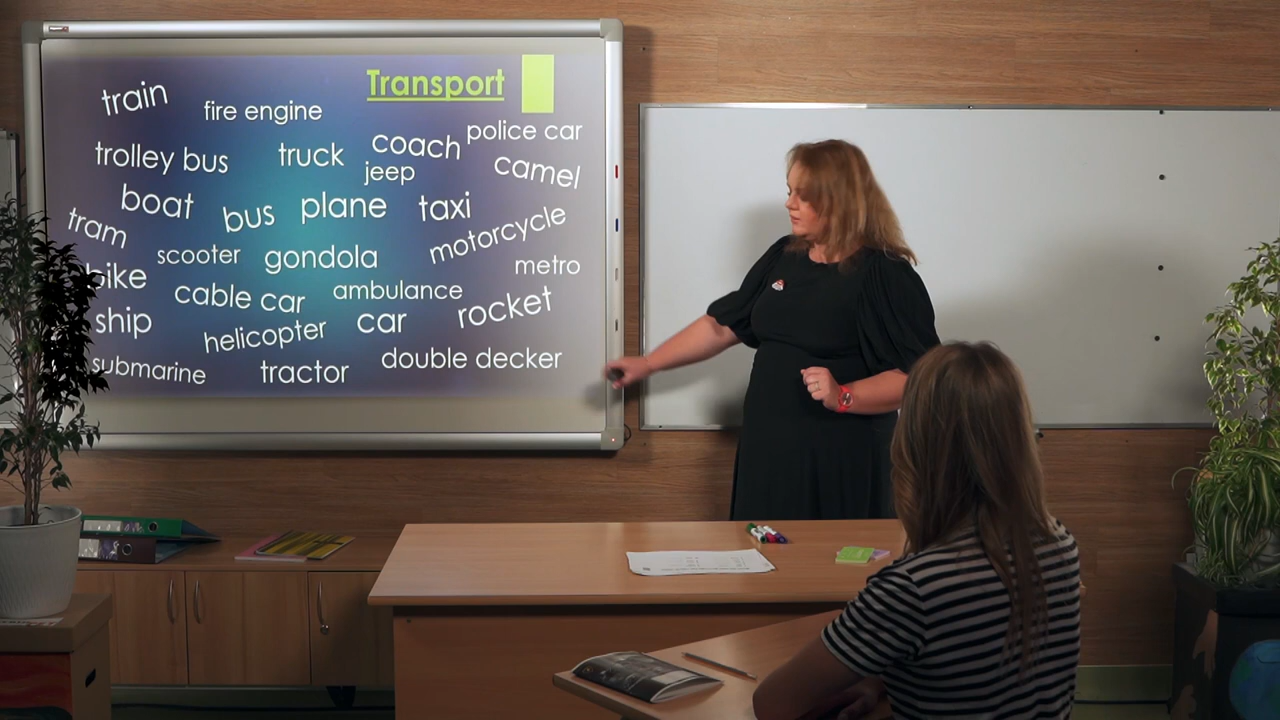 Transport
train
fire engine
police car
trolley bus
truck
coach
jeep
camel
boat
bus
plane
taxi
tram
scooter
gondola
motorcycle
metro
bike
cable car
ambulance
rocket
ship
helicopter
car
submarine
tractor
double decker